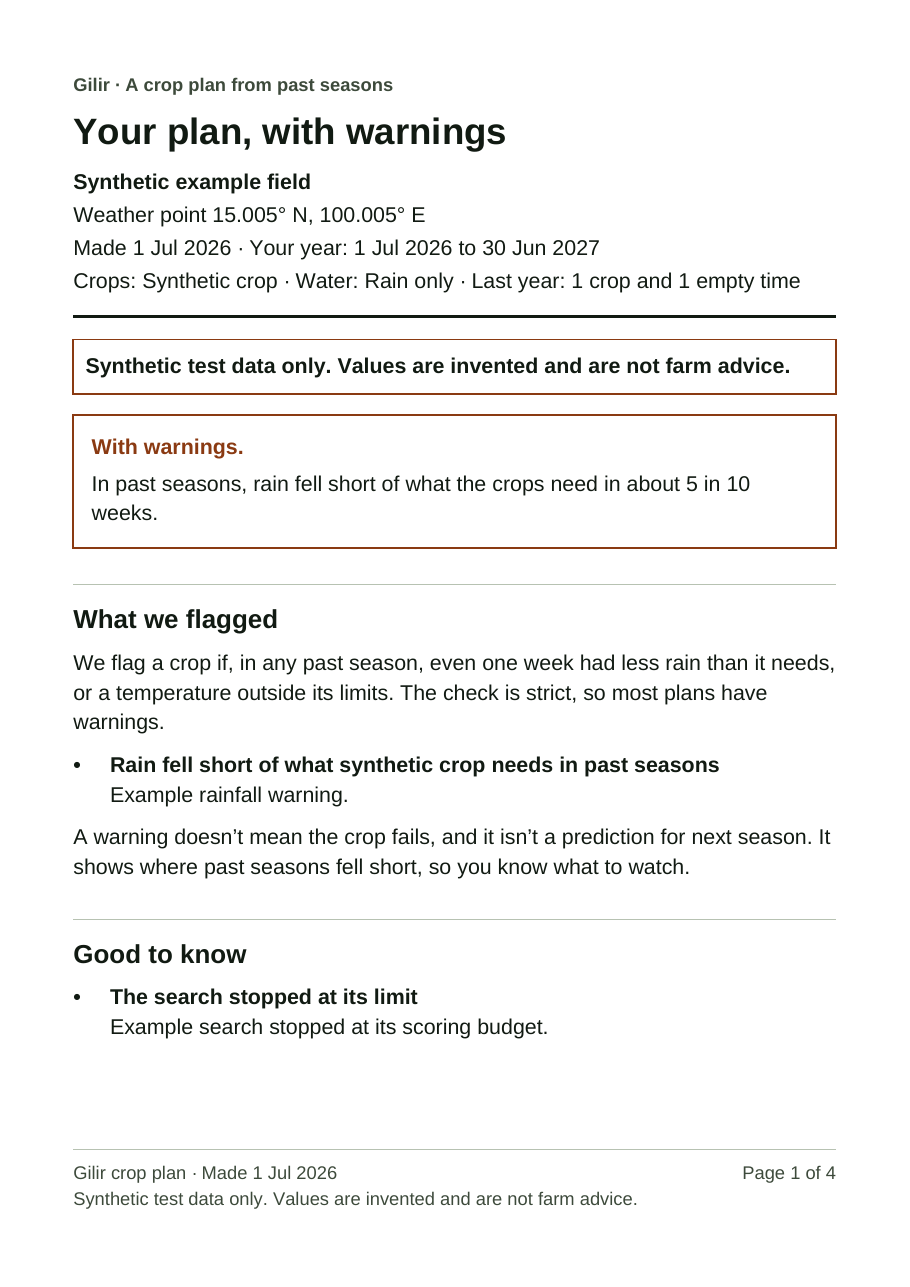 Gilir · A crop plan from past seasons
Your plan, with warnings
Synthetic example field
Weather point 15.005° N, 100.005° E
Made 1 Jul 2026 · Your year: 1 Jul 2026 to 30 Jun 2027
Crops: Synthetic crop · Water: Rain only · Last year: 1 crop and 1 empty time
Synthetic test data only. Values are invented and are not farm advice.
With warnings.
In past seasons, rain fell short of what the crops need in about 5 in 10
weeks.
What we flagged
We flag a crop if, in any past season, even one week had less rain than it needs,
or a temperature outside its limits. The check is strict, so most plans have
warnings.
• Rain fell short of what synthetic crop needs in past seasons
Example rainfall warning.
A warning doesn’t mean the crop fails, and it isn’t a prediction for next season. It
shows where past seasons fell short, so you know what to watch.
Good to know
• The search stopped at its limit
Example search stopped at its scoring budget.
Gilir crop plan · Made 1 Jul 2026 Page 1 of 4
Synthetic test data only. Values are invented and are not farm advice.